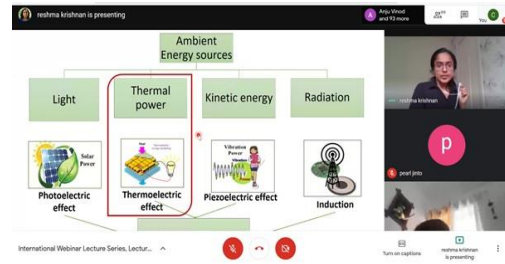 reshma krishnan is presenting
Anju Vinod
and 93 more
You
Ambient
Energy sources
Light
Thermal
power
Kinetic energy
Radiation
Solar
Power
Vibration
Power
Photoelectric
effect
Thermoelectric
effect
Piezoelectric effect
Induction
reshma krishnan
P
pearl jinto
International Webinar Lecture Series, Lectur...
Turn on captions
reshma krishnan
is presenting